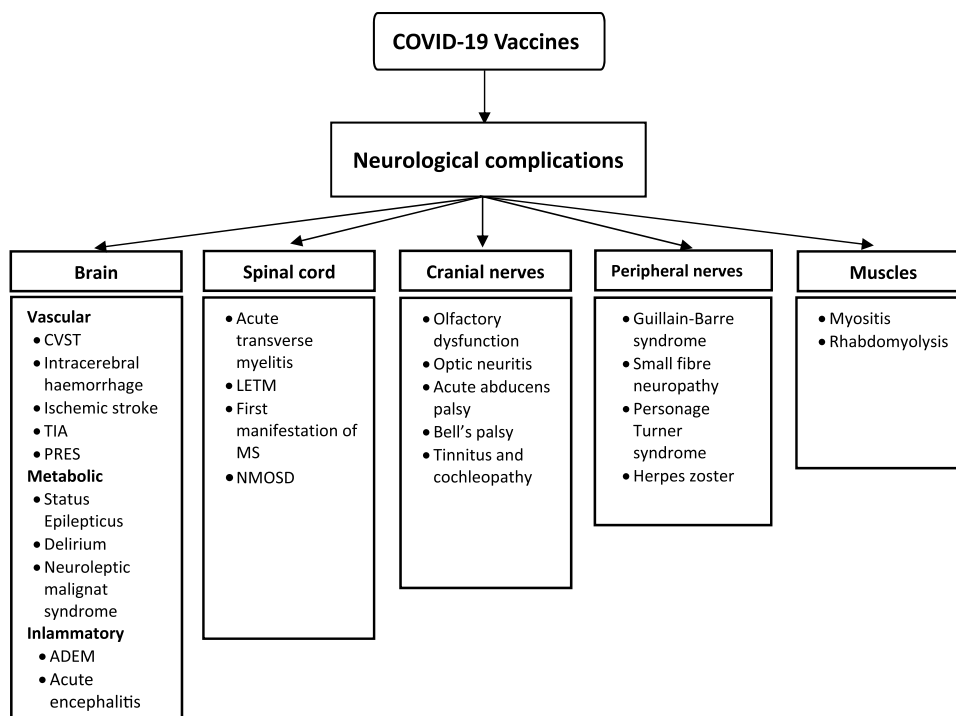 COVID-19 Vaccines
Neurological complications
Brain
Vascular
• CVST
• Intracerebral
haemorrhage
• Ischemic stroke
• TIA
• PRES
Metabolic
• Status
Epilepticus
• Delirium
• Neuroleptic
malignat
syndrome
Inlammatory
• ADEM
• Acute
encephalitis
Spinal cord
• Acute
transverse
myelitis
• LETM
• First
manifestation of
MS
• NMOSD
Cranial nerves
• Olfactory
dysfunction
• Optic neuritis
• Acute abducens
palsy
• Bell’s palsy
• Tinnitus and
cochleopathy
Peripheral nerves
• Guillain-Barre
syndrome
• Small fibre
neuropathy
• Personage
Turner
syndrome
• Herpes zoster
Muscles
• Myositis
• Rhabdomyolysis